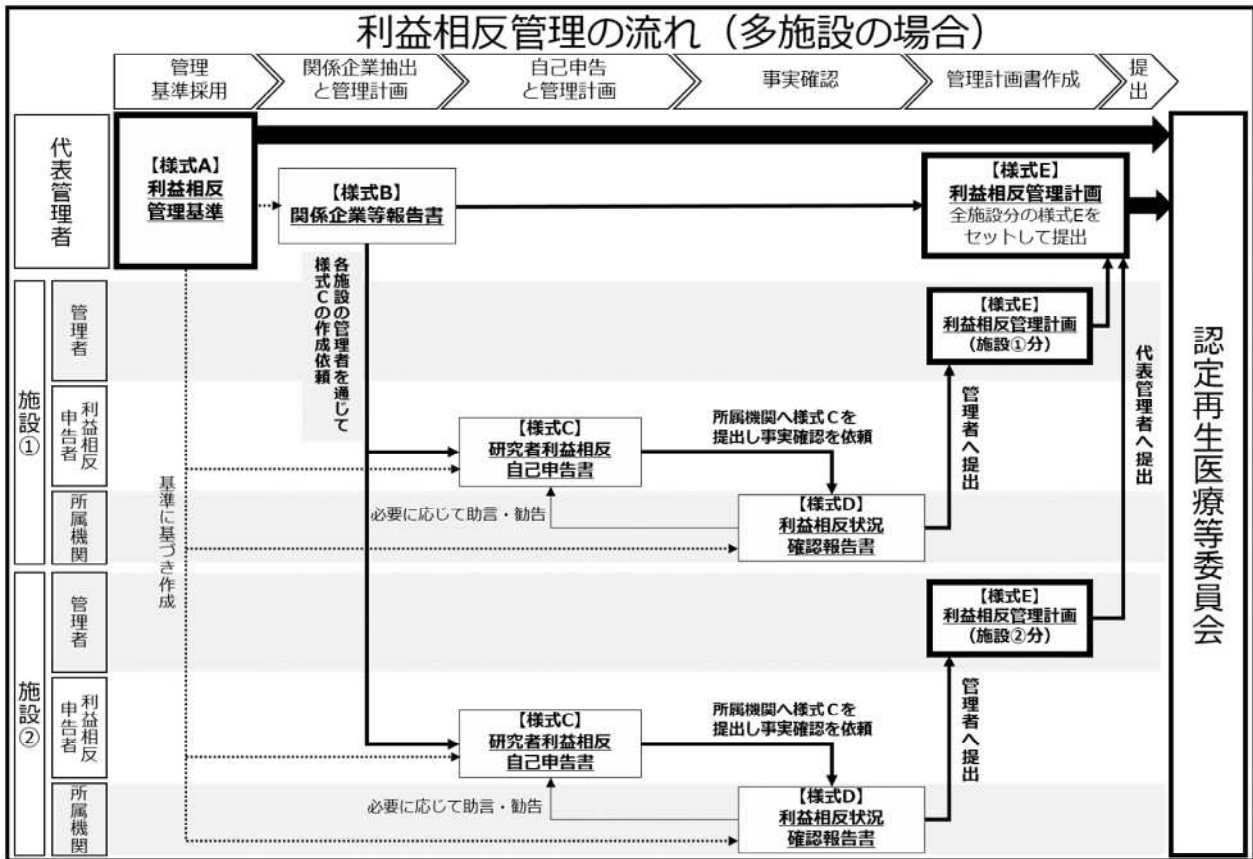 利益相反管理の流れ（多施設の場合）
管理
基準採用
関係企業抽出
と管理計画
自己申告
と管理計画
事実確認
管理計画書作成
提出
代表管理者
【様式A】
利益相反
管理基準
【様式B】
関係企業等報告書
【様式E】
利益相反管理計画
全施設分の様式Eを
セットして提出
認定再生医療等委員会
各施設の管理者を通じて
様式Cの作成依頼
基準に基づき作成
代表管理者へ提出
施設①
管理者
【様式E】
利益相反管理計画
(施設①分)
利益相反
申告者
【様式C】
研究者利益相反
自己申告書
所属機関へ様式Cを
提出し事実確認を依頼
管理者へ提出
所属機関
必要に応じて助言・勧告
【様式D】
利益相反状況
確認報告書
施設②
管理者
【様式E】
利益相反管理計画
(施設②分)
利益相反
申告者
【様式C】
研究者利益相反
自己申告書
所属機関へ様式Cを
提出し事実確認を依頼
管理者へ提出
所属機関
必要に応じて助言・勧告
【様式D】
利益相反状況
確認報告書